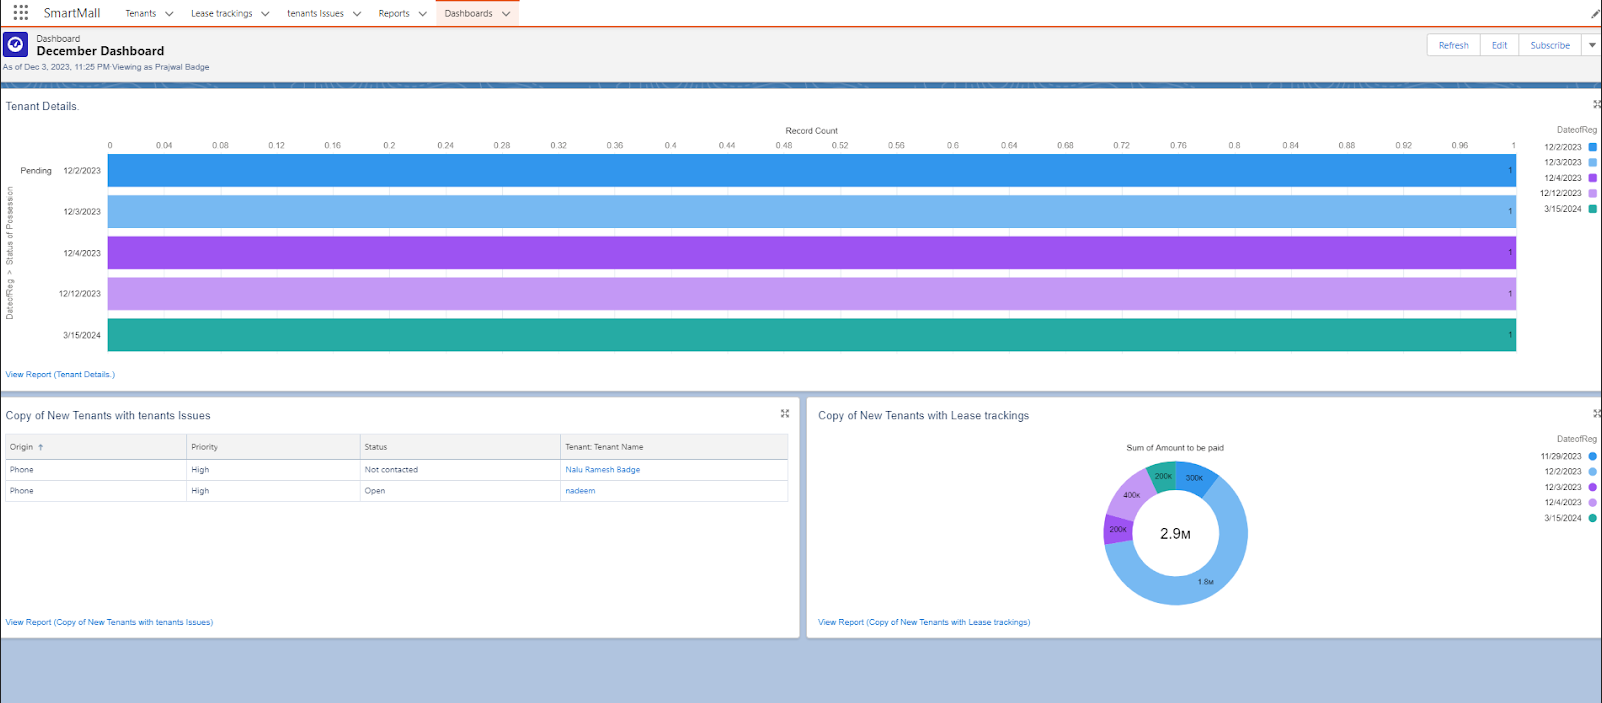 SmartMall Tenants Lease trackings tenants Issues Reports Dashboards
Dashboard
December Dashboard
As of Dec 3, 2023, 11:25 PM·Viewing as Prajwal Badge
Refresh Edit Subscribe
Tenant Details.
Record Count
0 0.04 0.08 0.12 0.16 0.2 0.24 0.28 0.32 0.36 0.4 0.44 0.48 0.52 0.56 0.6 0.64 0.68 0.72 0.76 0.8 0.84 0.88 0.92 0.96 1
DateofReg > Status of Possession
Pending 12/2/2023 1
12/3/2023 1
12/4/2023 1
12/12/2023 1
3/15/2024 1
DateofReg
12/2/2023
12/3/2023
12/4/2023
12/12/2023
3/15/2024
View Report (Tenant Details.)
Copy of New Tenants with tenants Issues
Origin ↑ Priority Status Tenant: Tenant Name
Phone High Not contacted Nalu Ramesh Badge
Phone High Open nadeem
View Report (Copy of New Tenants with tenants Issues)
Copy of New Tenants with Lease trackings
Sum of Amount to be paid
200K 300K
400K
200K
2.9M
1.8M
DateofReg
11/29/2023
12/2/2023
12/3/2023
12/4/2023
3/15/2024
View Report (Copy of New Tenants with Lease trackings)